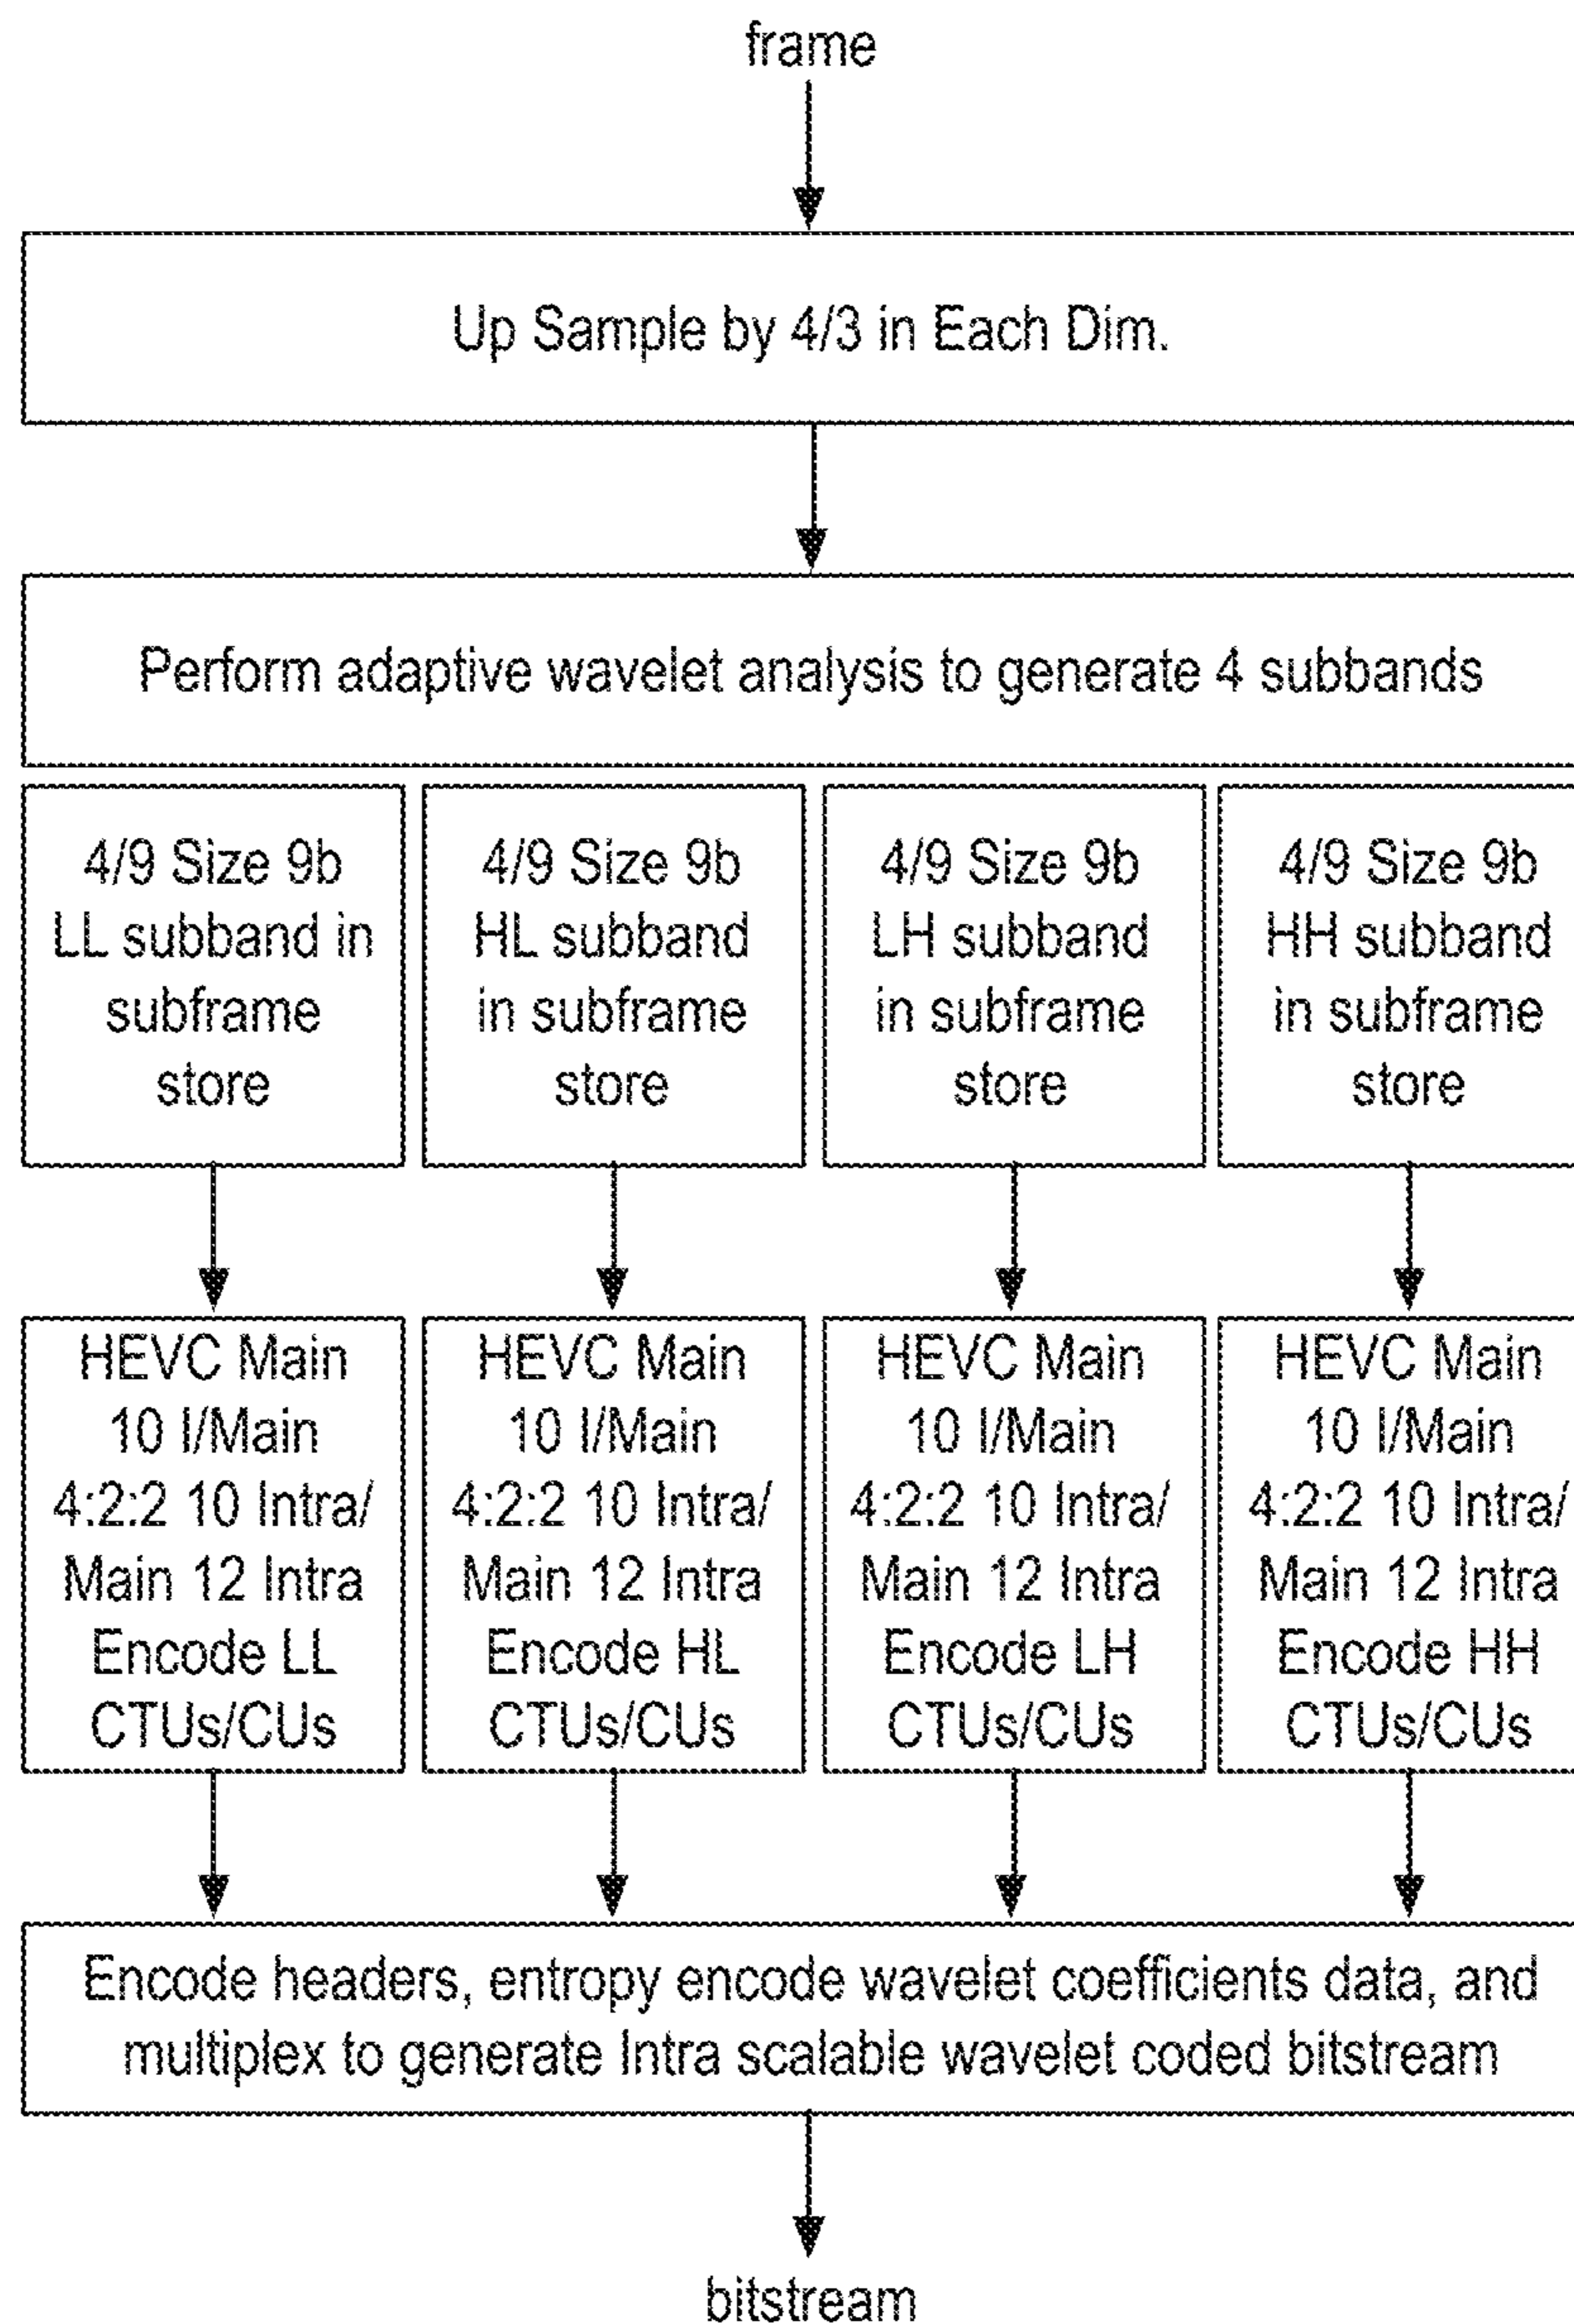 frame
Up Sample by 4/3 in Each Dim.
Perform adaptive wavelet analysis to generate 4 subbands
4/9 Size 9b
LL subband in
subframe
store
4/9 Size 9b
HL subband
in subframe
store
4/9 Size 9b
LH subband
in subframe
store
4/9 Size 9b
HH subband
in subframe
store
HEVC Main
10 I/Main
4:2:2 10 Intra/
Main 12 Intra
Encode LL
CTUs/CUs
HEVC Main
10 I/Main
4:2:2 10 Intra/
Main 12 Intra
Encode HL
CTUs/CUs
HEVC Main
10 I/Main
4:2:2 10 Intra/
Main 12 Intra
Encode LH
CTUs/CUs
HEVC Main
10 I/Main
4:2:2 10 Intra/
Main 12 Intra
Encode HH
CTUs/CUs
Encode headers, entropy encode wavelet coefficients data, and
multiplex to generate Intra scalable wavelet coded bitstream
bitstream